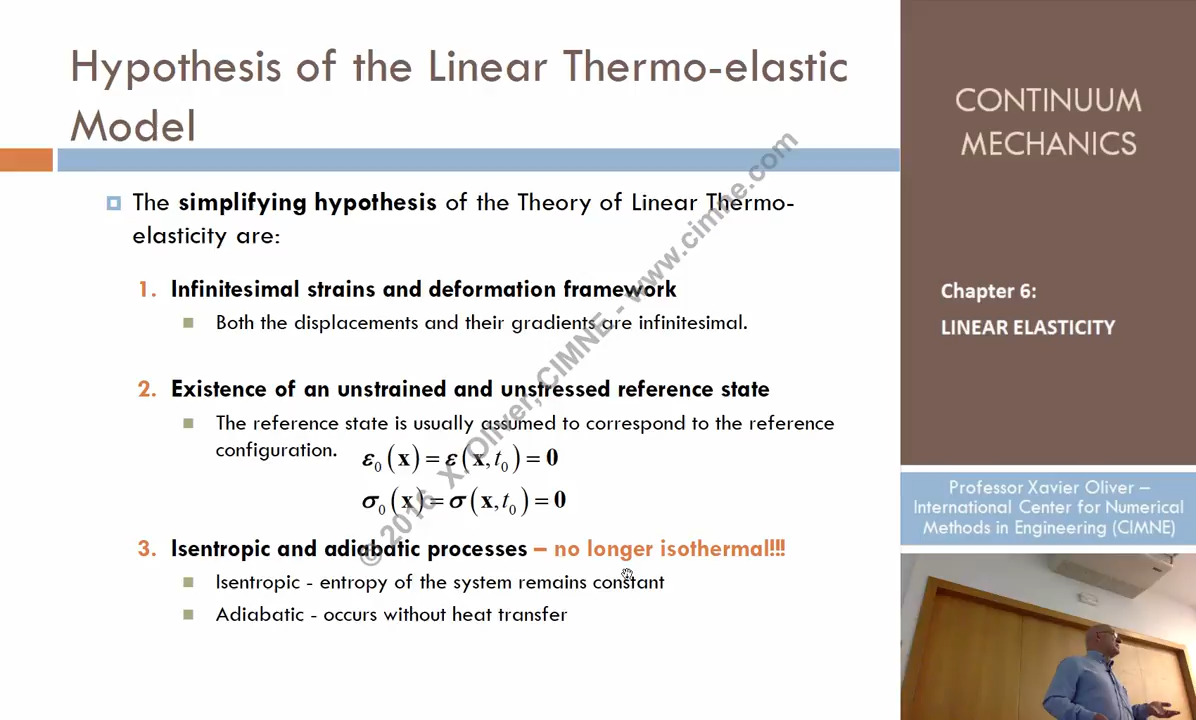 Hypothesis of the Linear Thermo-elastic
Model
The simplifying hypothesis of the Theory of Linear Thermo-
elasticity are:
1. Infinitesimal strains and deformation framework
Both the displacements and their gradients are infinitesimal.
2. Existence of an unstrained and unstressed reference state
The reference state is usually assumed to correspond to the reference
configuration.
ε₀(x) = ε(x, t₀) = 0
σ₀(x) = σ(x, t₀) = 0
3. Isentropic and adiabatic processes – no longer isothermal!!!
Isentropic - entropy of the system remains constant
Adiabatic - occurs without heat transfer
© 2016 X. Oliver, CIMNE - www.cimne.com
CONTINUUM
MECHANICS
Chapter 6:
LINEAR ELASTICITY
Professor Xavier Oliver –
International Center for Numerical
Methods in Engineering (CIMNE)